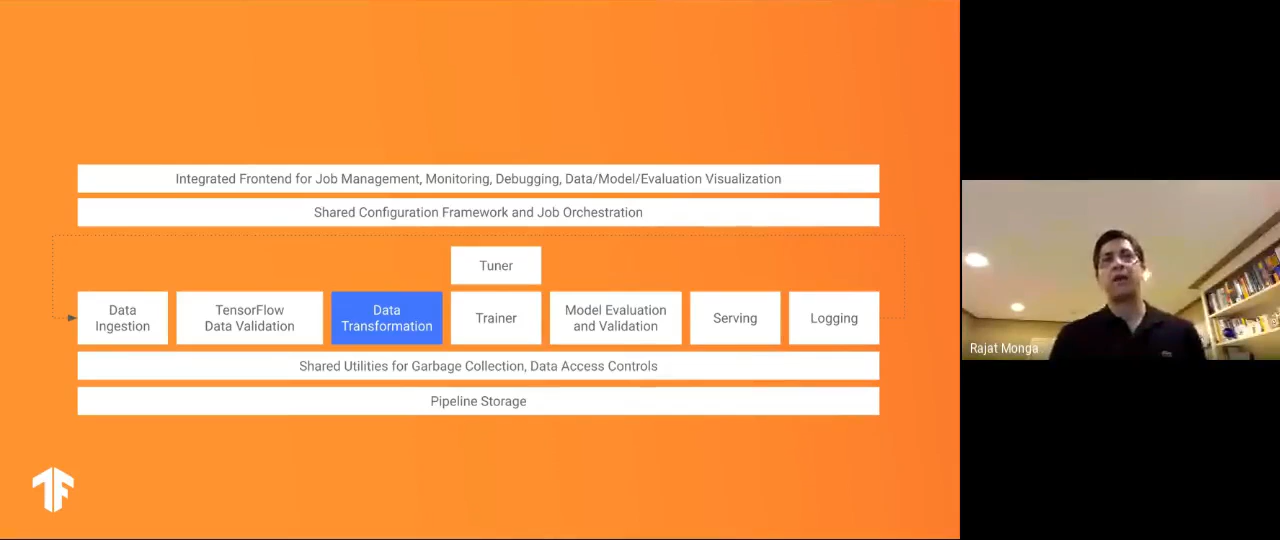 Integrated Frontend for Job Management, Monitoring, Debugging, Data/Model/Evaluation Visualization
Shared Configuration Framework and Job Orchestration
Tuner
Data
Ingestion
TensorFlow
Data Validation
Data
Transformation
Trainer
Model Evaluation
and Validation
Serving
Logging
Shared Utilities for Garbage Collection, Data Access Controls
Pipeline Storage
Rajat Monga